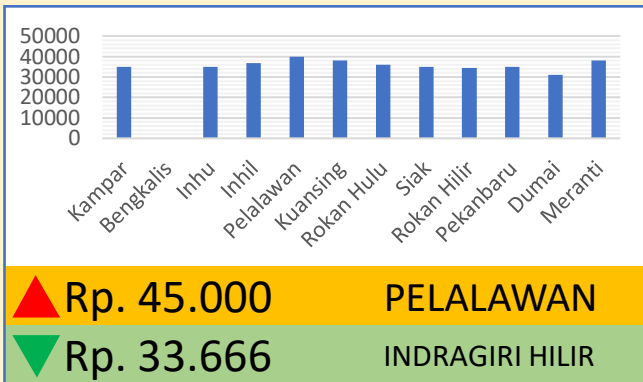 50000
40000
30000
20000
10000
0
Kampar
Bengkalis
Inhu
Inhil
Pelalawan
Kuansing
Rokan Hulu
Siak
Rokan Hilir
Pekanbaru
Dumai
Meranti
Rp. 45.000 PELALAWAN
Rp. 33.666 INDRAGIRI HILIR